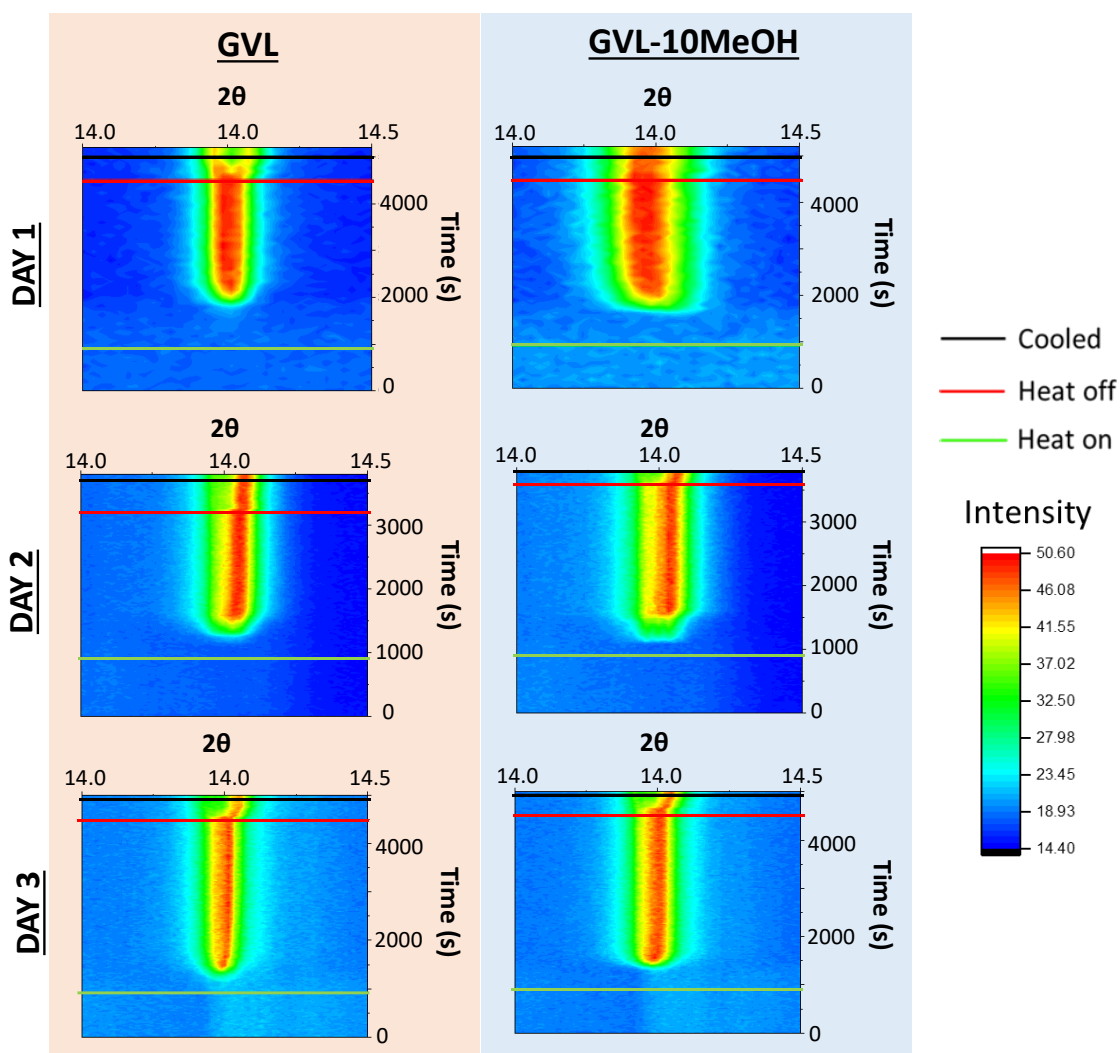 GVL
GVL-10MeOH
DAY 1
2θ
14.0 14.0 14.5
4000
2000
0
Time (s)
2θ
14.0 14.0 14.5
4000
2000
0
Time (s)
DAY 2
2θ
14.0 14.0 14.5
3000
2000
1000
0
Time (s)
2θ
14.0 14.0 14.5
3000
2000
1000
0
Time (s)
DAY 3
2θ
14.0 14.0 14.5
4000
2000
0
Time (s)
2θ
14.0 14.0 14.5
4000
2000
0
Time (s)
Cooled
Heat off
Heat on
Intensity
50.60
46.08
41.55
37.02
32.50
27.98
23.45
18.93
14.40